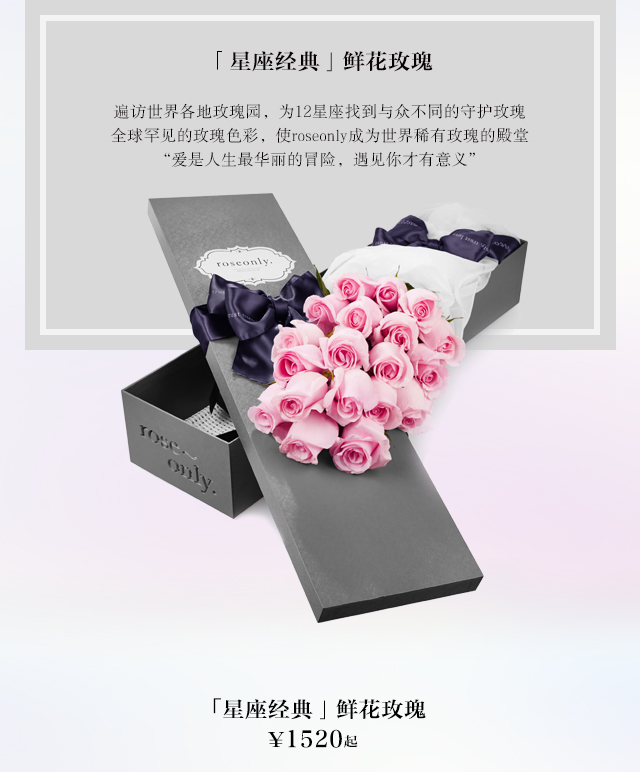 「星座经典」鲜花玫瑰
遍访世界各地玫瑰园，为12星座找到与众不同的守护玫瑰
全球罕见的玫瑰色彩，使roseonly成为世界稀有玫瑰的殿堂
“爱是人生最华丽的冒险，遇见你才有意义”
roseonly.
rose
only.
「星座经典」鲜花玫瑰
¥1520起